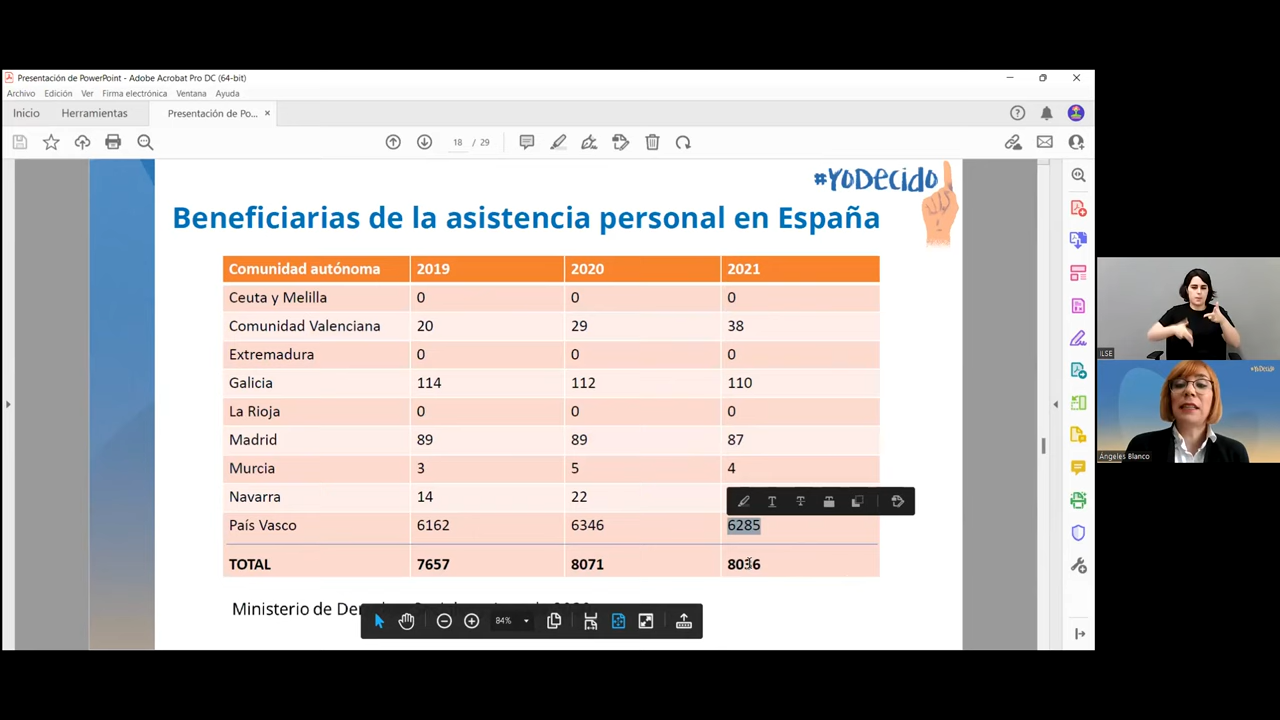 Presentación de PowerPoint - Adobe Acrobat Pro DC (64-bit)
Archivo Edición Ver Firma electrónica Ventana Ayuda
Inicio Herramientas Presentación de Po... ×
18 / 29
#YoDecido
Beneficiarias de la asistencia personal en España
Comunidad autónoma 2019 2020 2021
Ceuta y Melilla 0 0 0
Comunidad Valenciana 20 29 38
Extremadura 0 0 0
Galicia 114 112 110
La Rioja 0 0 0
Madrid 89 89 87
Murcia 3 5 4
Navarra 14 22
País Vasco 6162 6346 6285
TOTAL 7657 8071
Ministerio de
84%
ILSE
#YoDecido
Ángeles Blanco